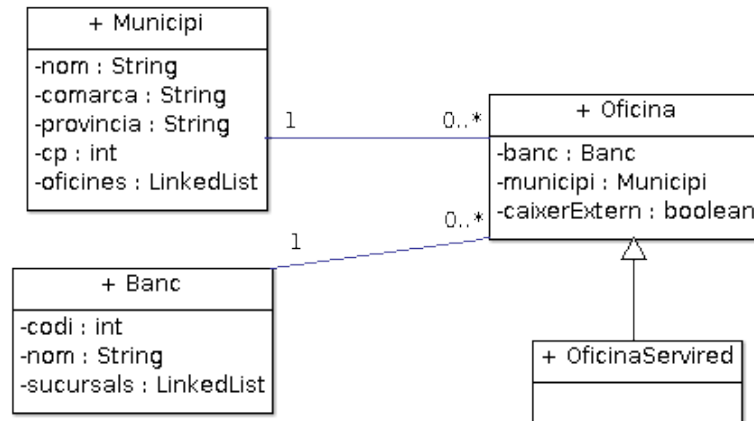 + Municipi
-nom : String
-comarca : String
-provincia : String
-cp : int
-oficines : LinkedList
1
0..*
+ Oficina
-banc : Banc
-municipi : Municipi
-caixerExtern : boolean
1
0..*
+ Banc
-codi : int
-nom : String
-sucursals : LinkedList
+ OficinaServired